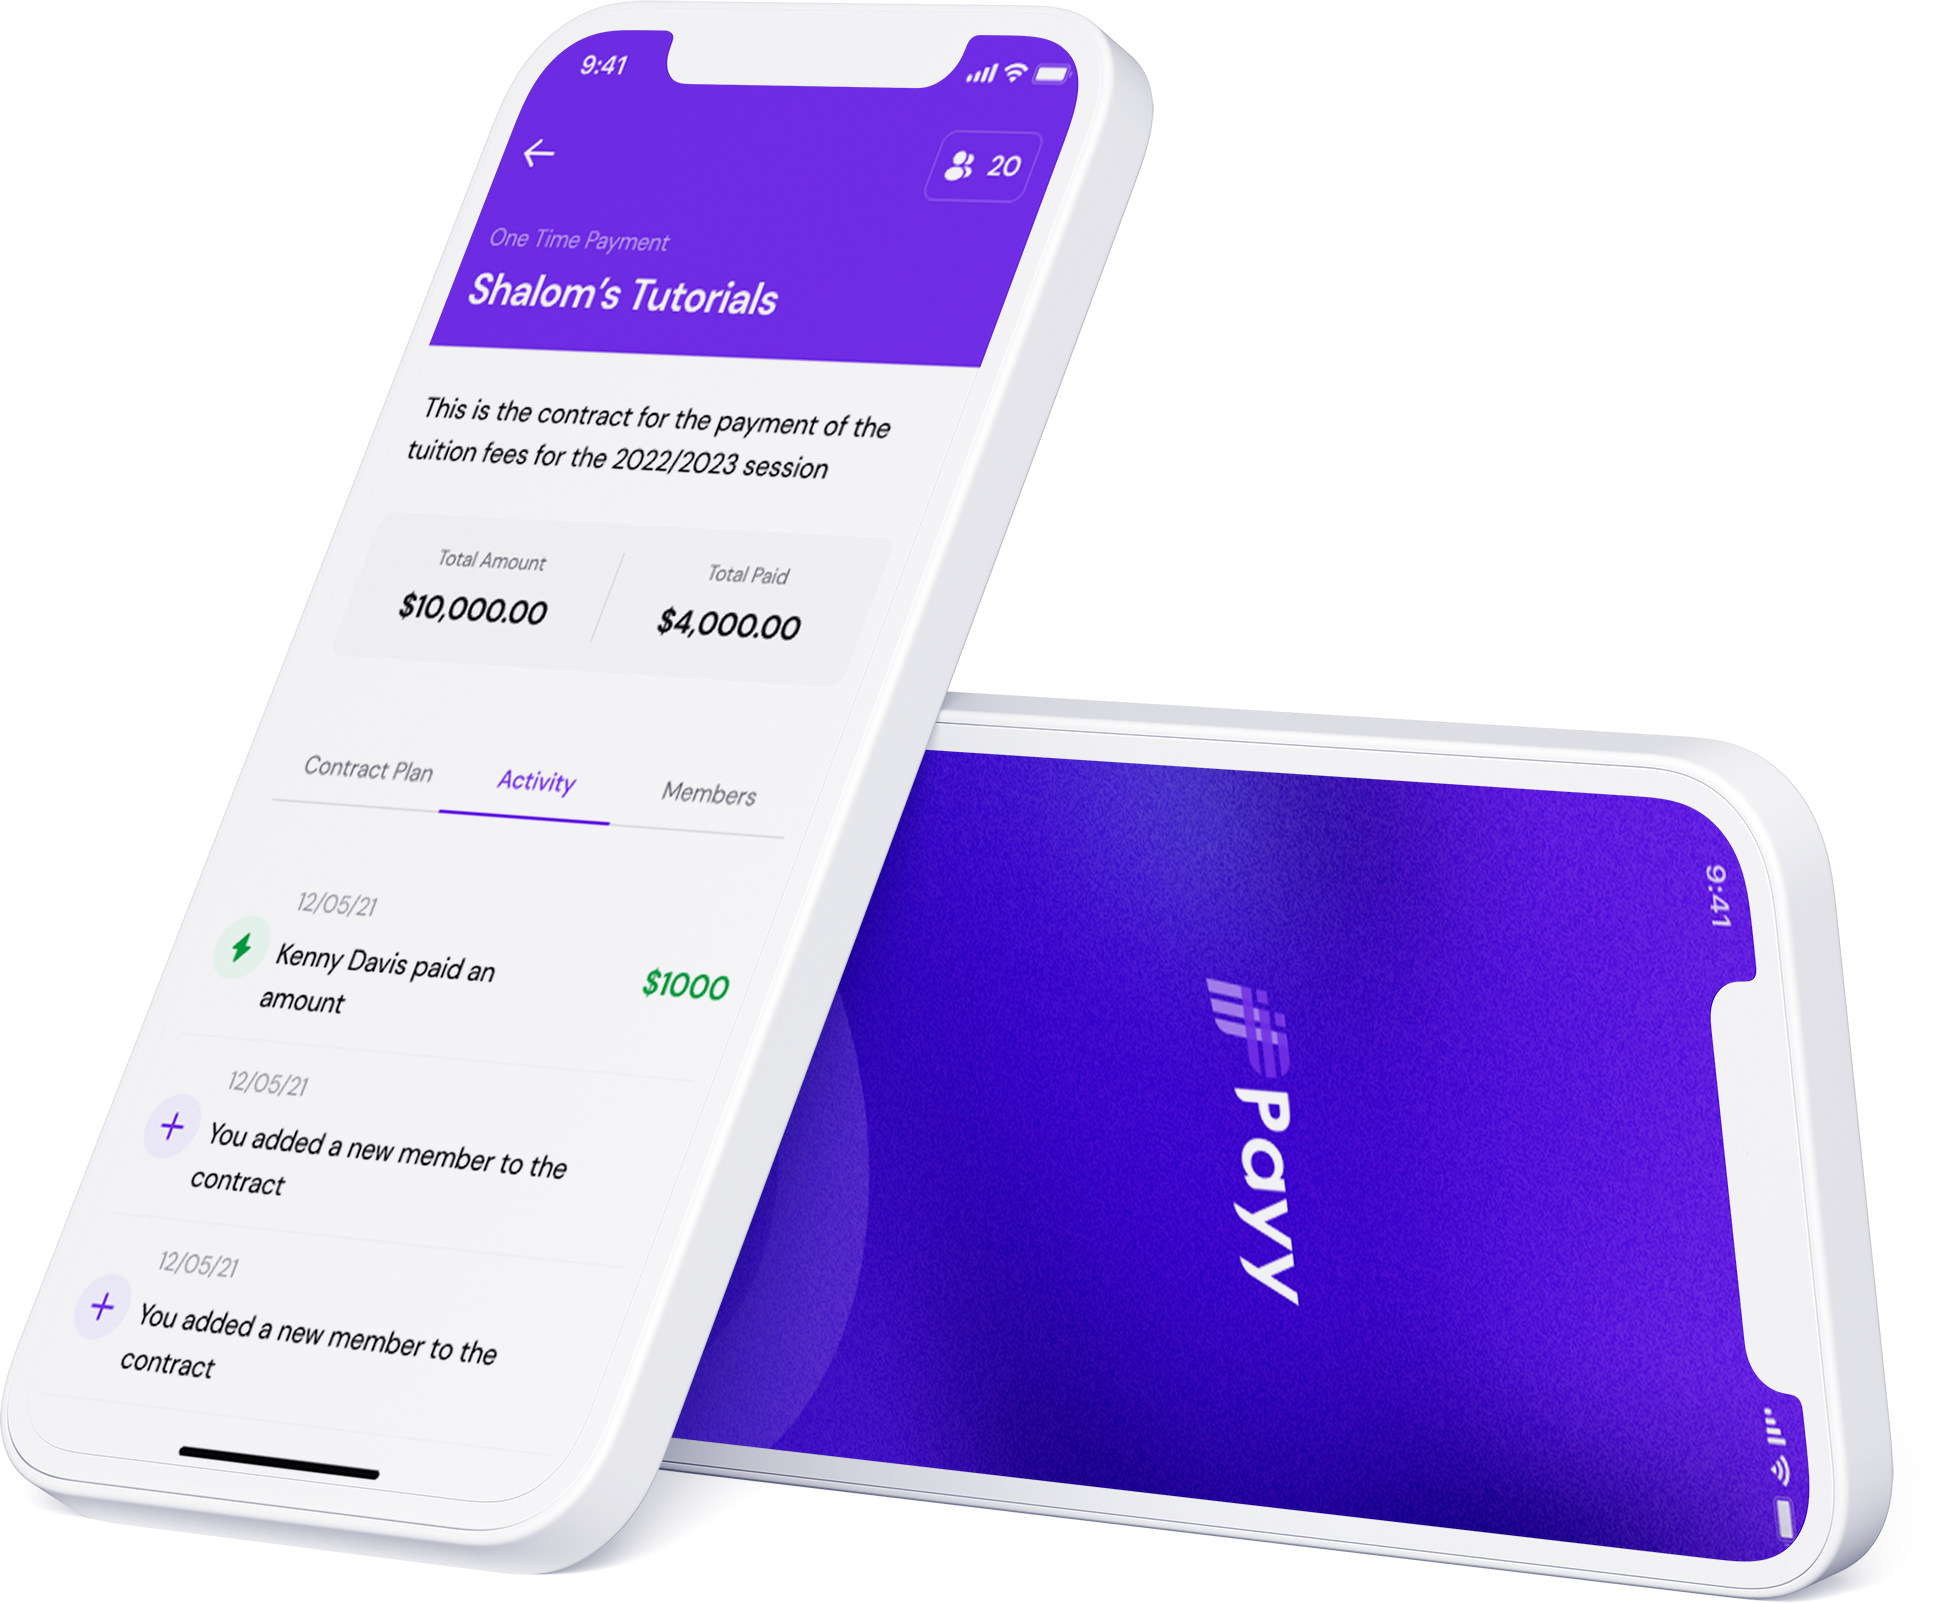 9:41
20
One Time Payment
Shalom's Tutorials
This is the contract for the payment of the
tuition fees for the 2022/2023 session
Total Amount
Total Paid
$10,000.00
$4,000.00
Contract Plan
Activity
Members
12/05/21
Kenny Davis paid an
amount
$1000
12/05/21
You added a new member to the
contract
12/05/21
You added a new member to the
contract
9:41
Payy